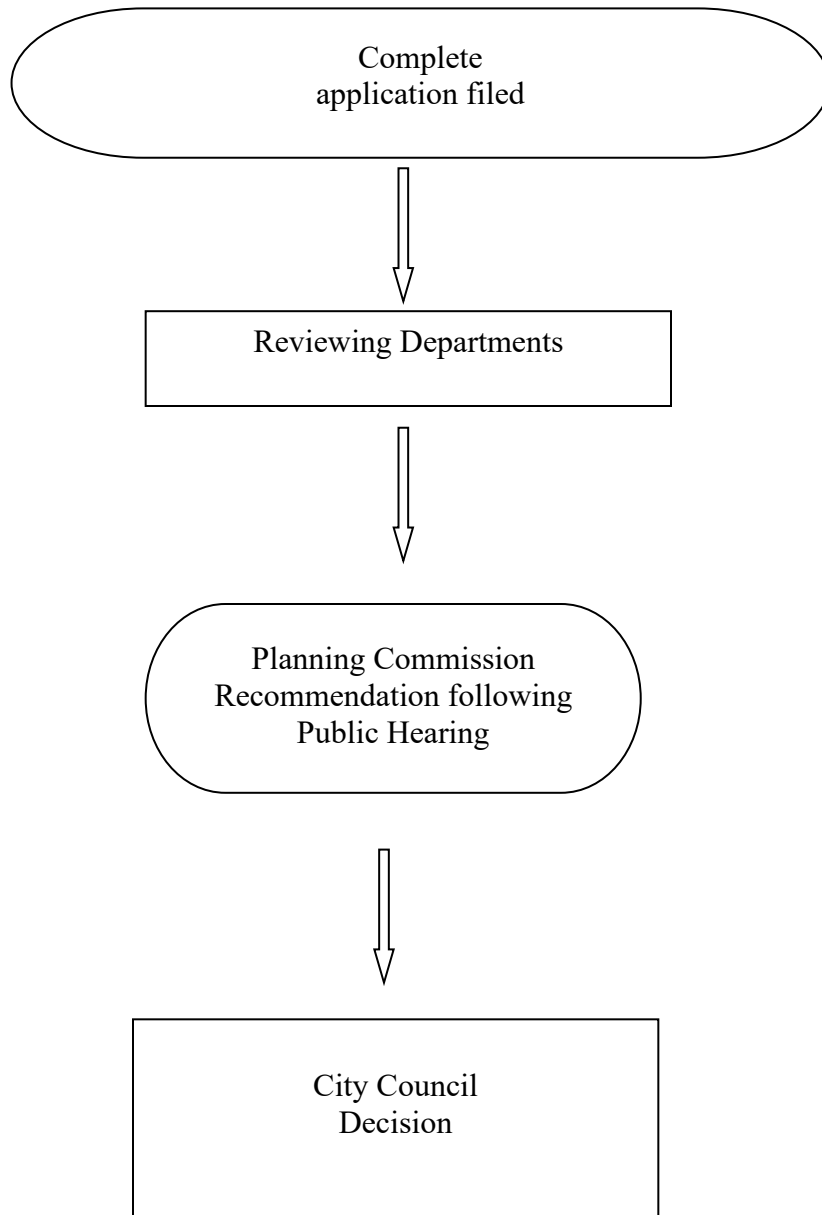 Complete
application filed
Reviewing Departments
Planning Commission
Recommendation following
Public Hearing
City Council
Decision